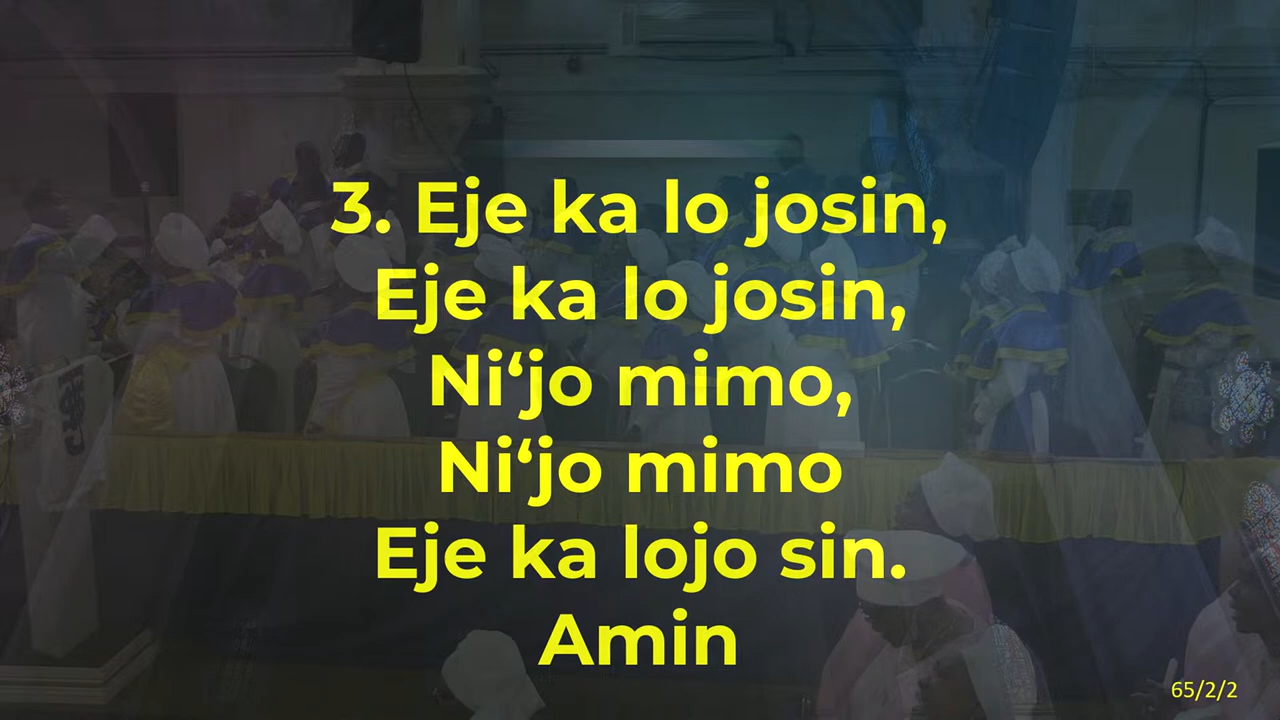 3. Eje ka lo josin,
Eje ka lo josin,
Ni‘jo mimo,
Ni‘jo mimo
Eje ka lojo sin.
Amin
65/2/2